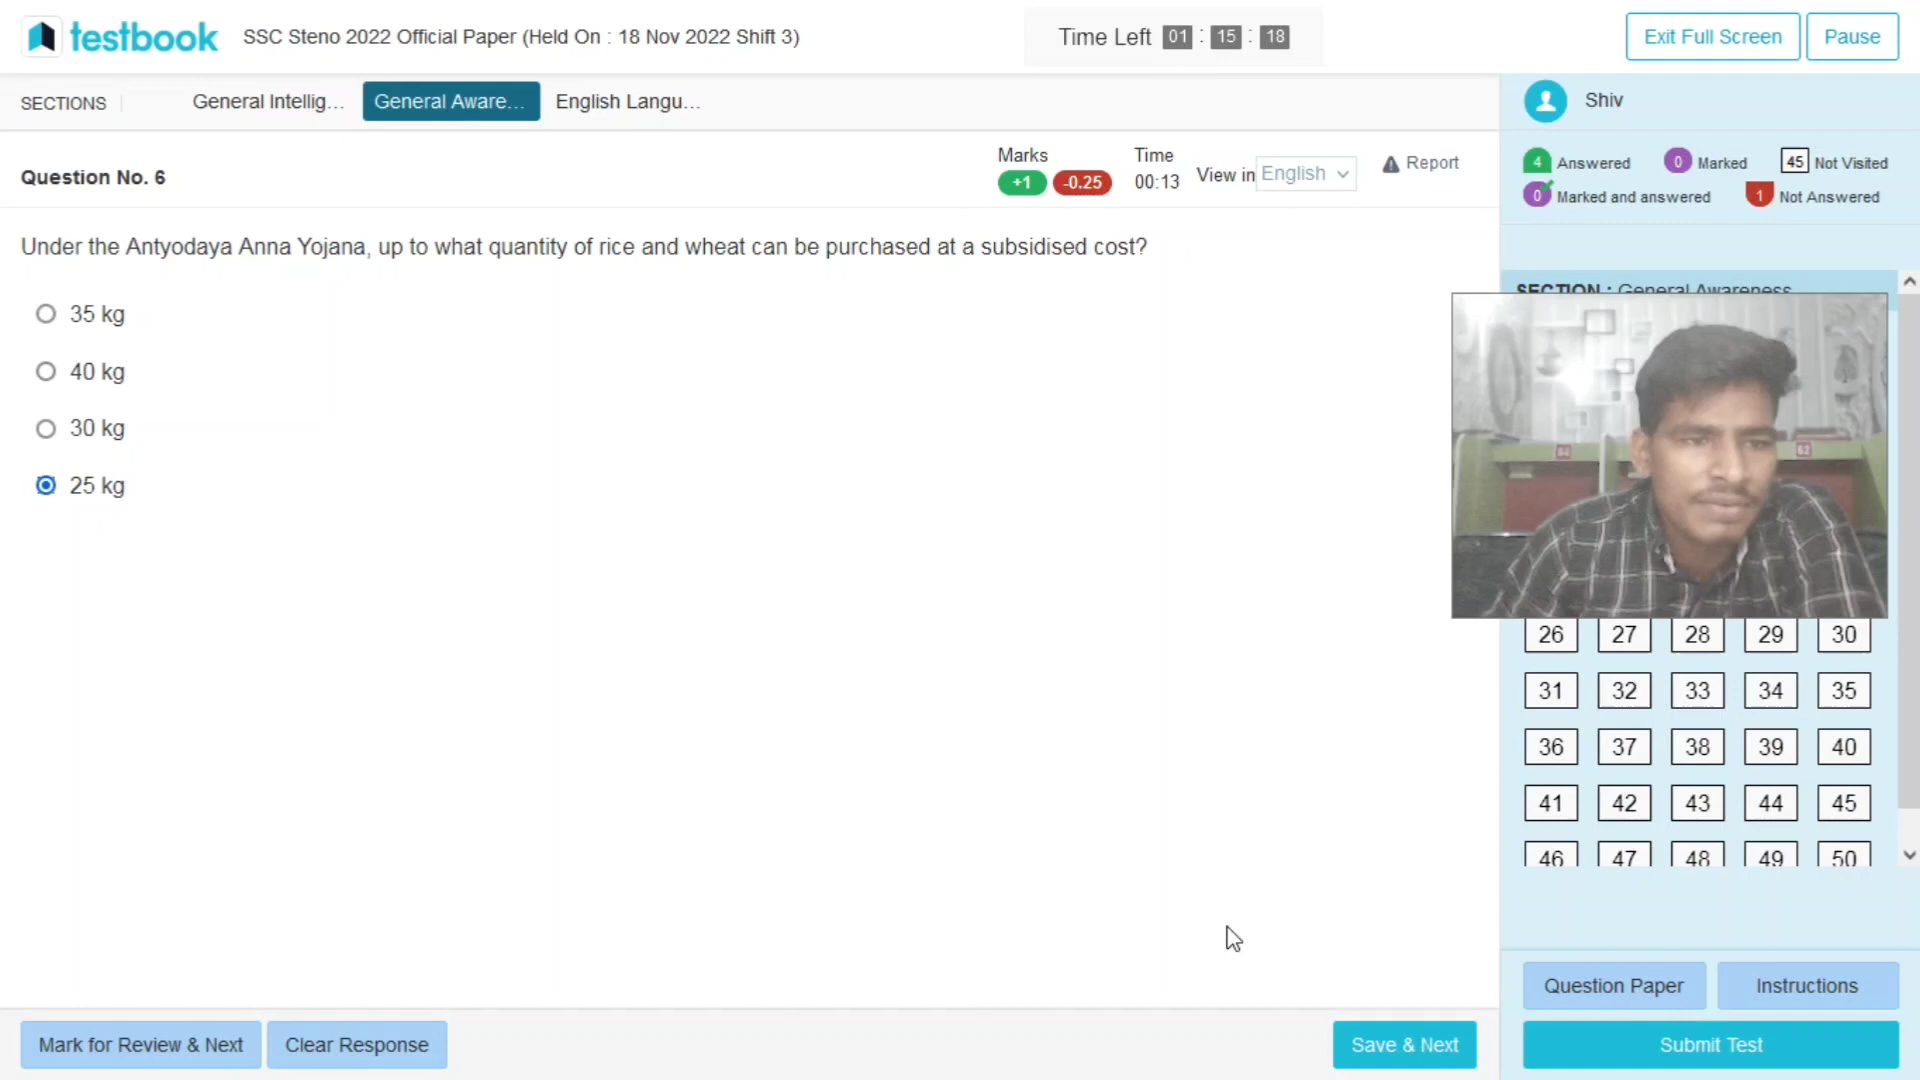 testbook SSC Steno 2022 Official Paper (Held On : 18 Nov 2022 Shift 3) Time Left 01 : 15 : 18 Exit Full Screen Pause
SECTIONS General Intellig... General Aware... English Langu... Shiv
Question No. 6 Marks +1 -0.25 Time 00:13 View in English Report
4 Answered 0 Marked 45 Not Visited
0 Marked and answered 1 Not Answered
Under the Antyodaya Anna Yojana, up to what quantity of rice and wheat can be purchased at a subsidised cost?
35 kg
40 kg
30 kg
25 kg
SECTION : General Awareness
26 27 28 29 30
31 32 33 34 35
36 37 38 39 40
41 42 43 44 45
46 47 48 49 50
Question Paper Instructions
Mark for Review & Next Clear Response Save & Next Submit Test